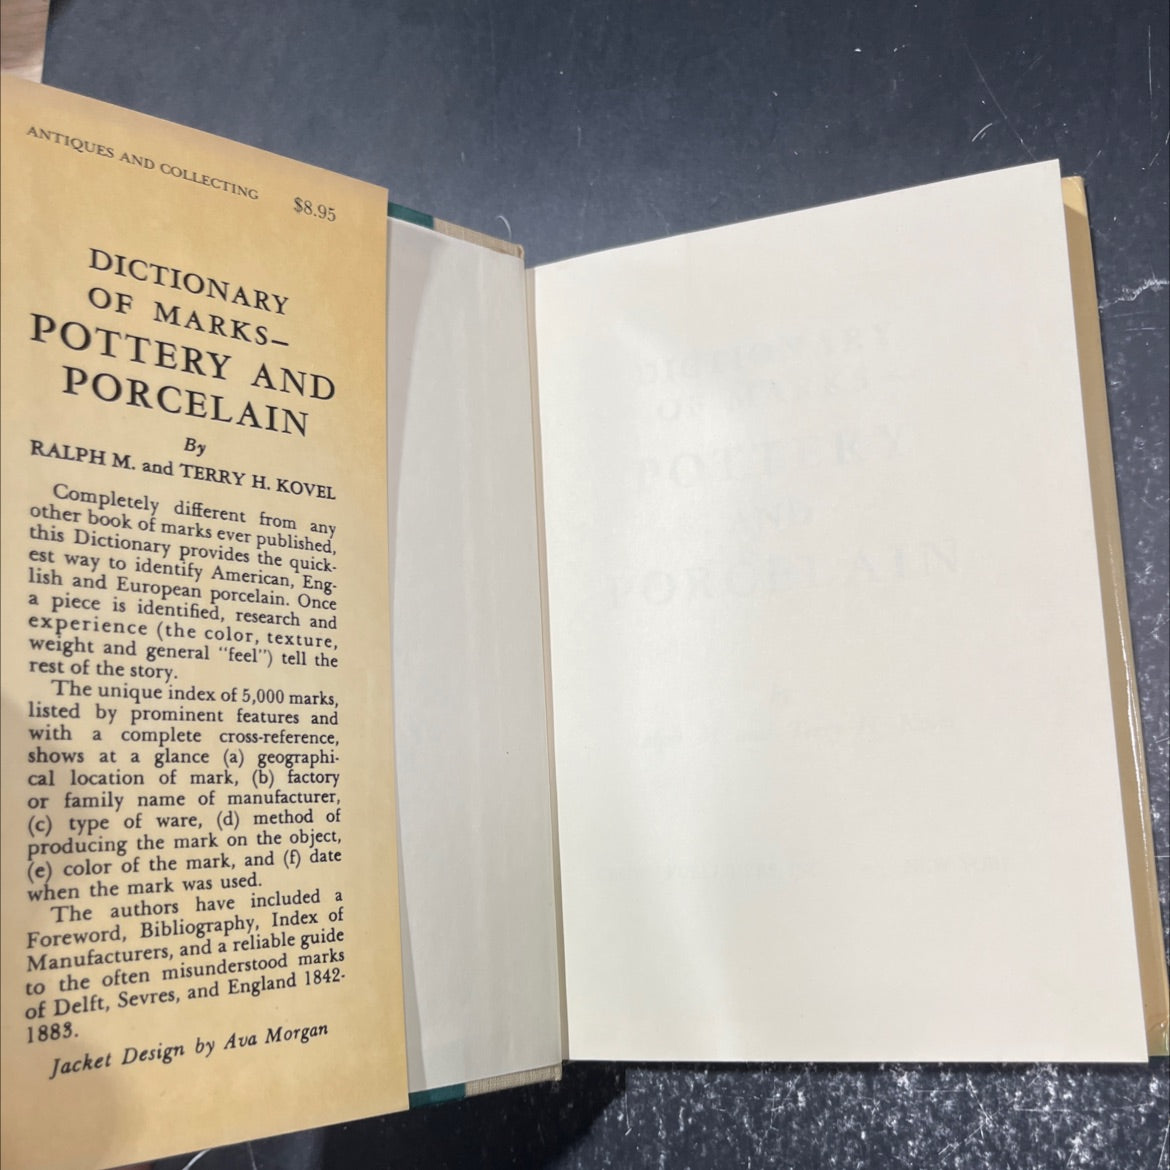 ANTIQUES AND COLLECTING $8.95
DICTIONARY
OF MARKS–
POTTERY AND
PORCELAIN
By
RALPH M. and TERRY H. KOVEL
Completely different from any
other book of marks ever published,
this Dictionary provides the quick-
est way to identify American, Eng-
lish and European porcelain. Once
a piece is identified, research and
experience (the color, texture,
weight and general "feel") tell the
rest of the story.
The unique index of 5,000 marks,
listed by prominent features and
with a complete cross-reference,
shows at a glance (a) geographi-
cal location of mark, (b) factory
or family name of manufacturer,
(c) type of ware, (d) method of
producing the mark on the object,
(e) color of the mark, and (f) date
when the mark was used.
The authors have included a
Foreword, Bibliography, Index of
Manufacturers, and a reliable guide
to the often misunderstood marks
of Delft, Sevres, and England 1842-
1883.
Jacket Design by Ava Morgan
DICTIONARY
OF MARKS–
POTTERY
AND
PORCELAIN